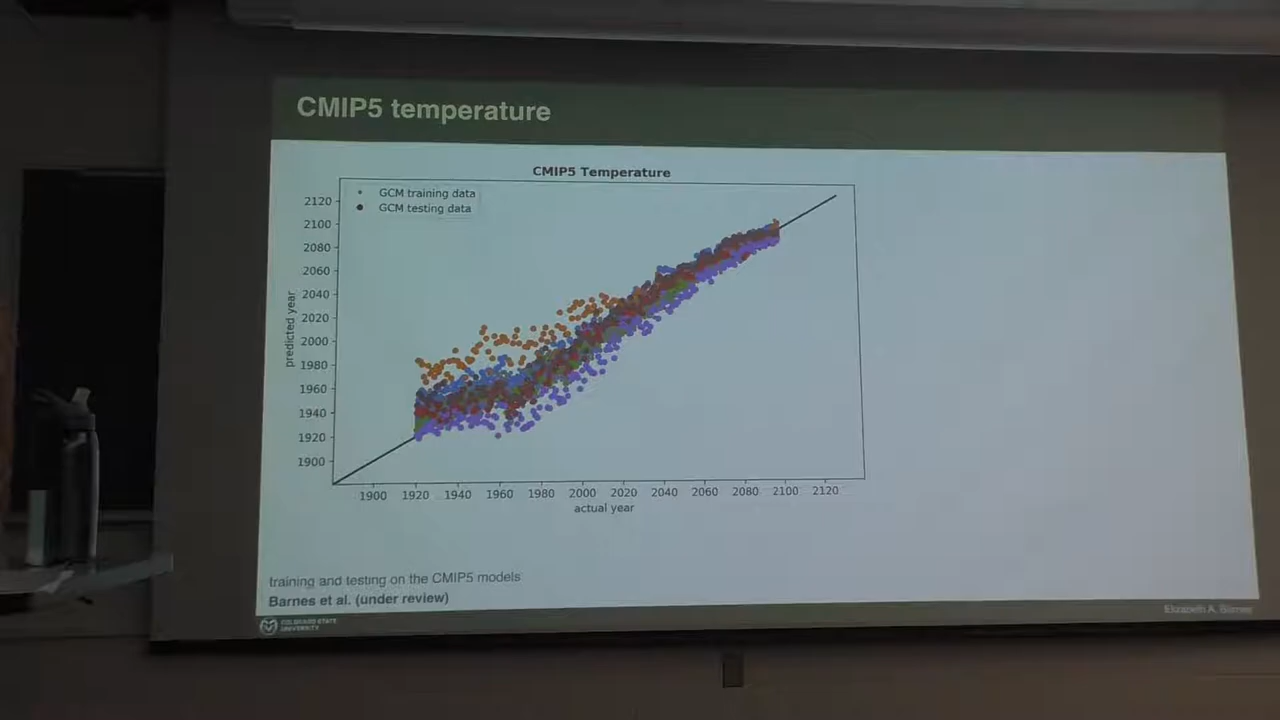 CMIP5 temperature
CMIP5 Temperature
GCM training data
GCM testing data
2120
2100
2080
2060
2040
2020
2000
1980
1960
1940
1920
1900
predicted year
1900 1920 1940 1960 1980 2000 2020 2040 2060 2080 2100 2120
actual year
training and testing on the CMIP5 models
Barnes et al. (under review)
COLORADO STATE
UNIVERSITY
Elizabeth A. Barnes